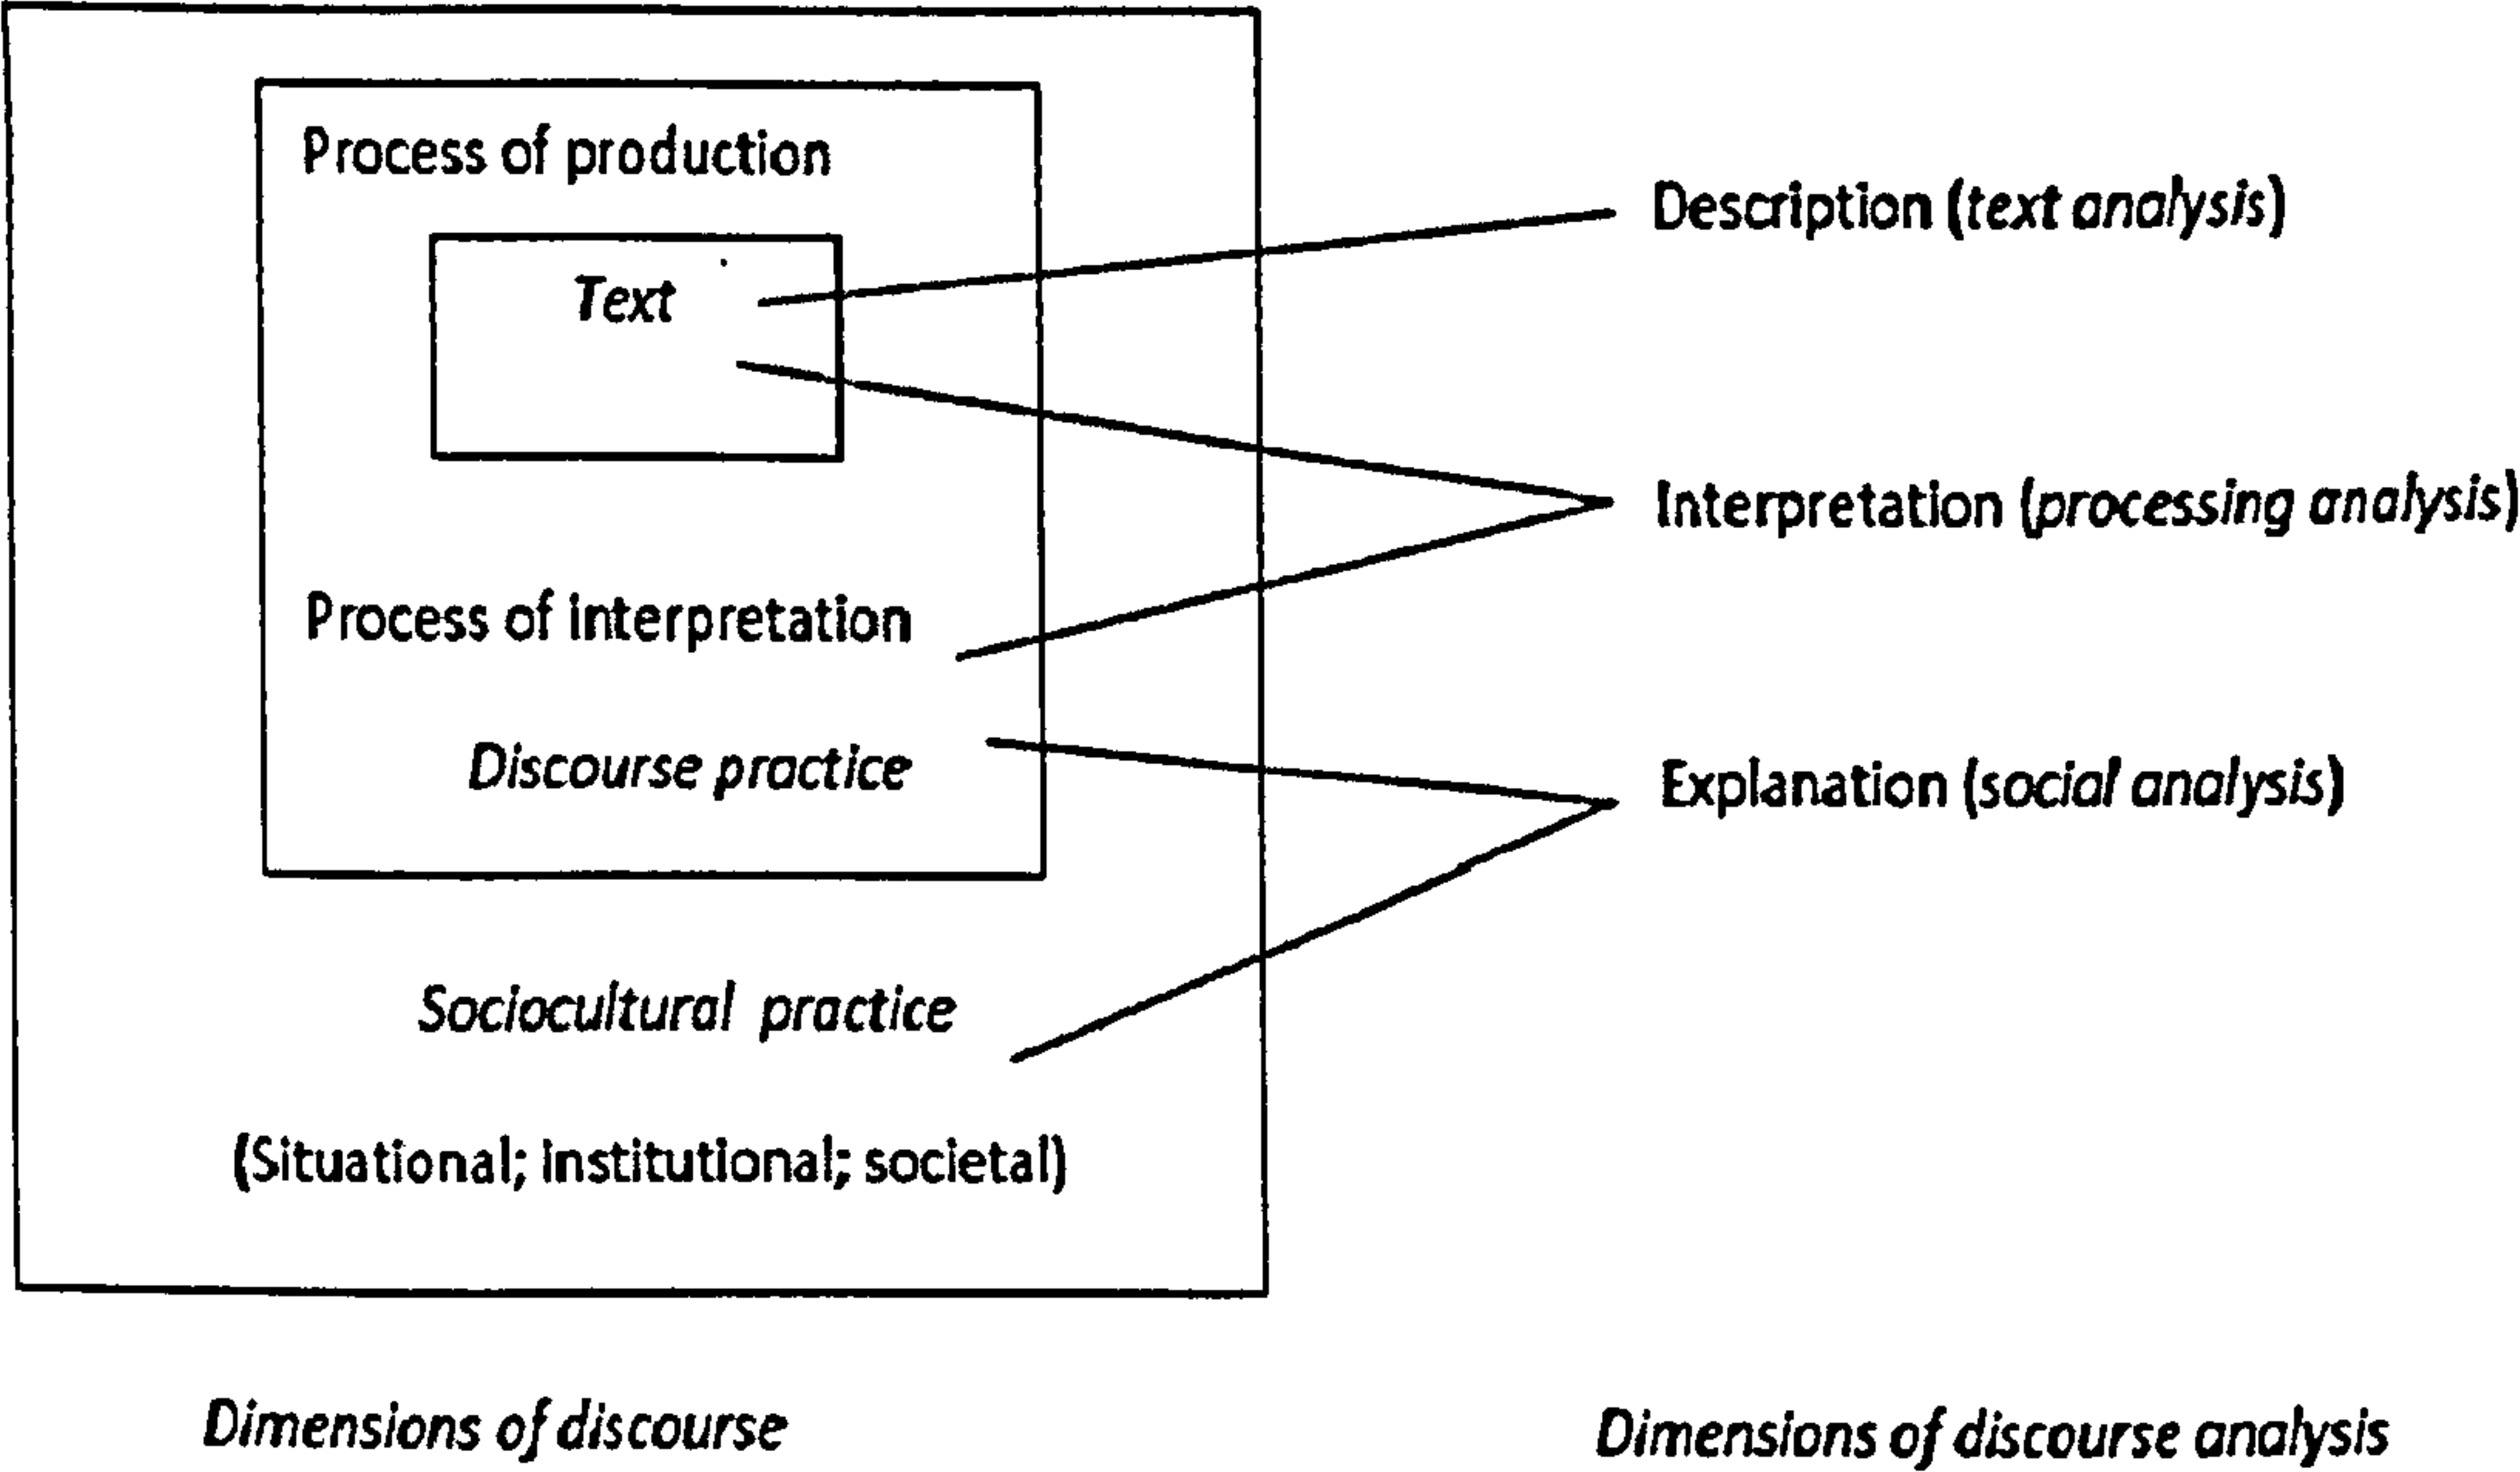 Process of production
Description (text analysis)
Text
Interpretation (processing analysis)
Process of interpretation
Discourse practice
Explanation (social analysis)
Sociocultural practice
(Situational; Institutional; societal)
Dimensions of discourse
Dimensions of discourse analysis